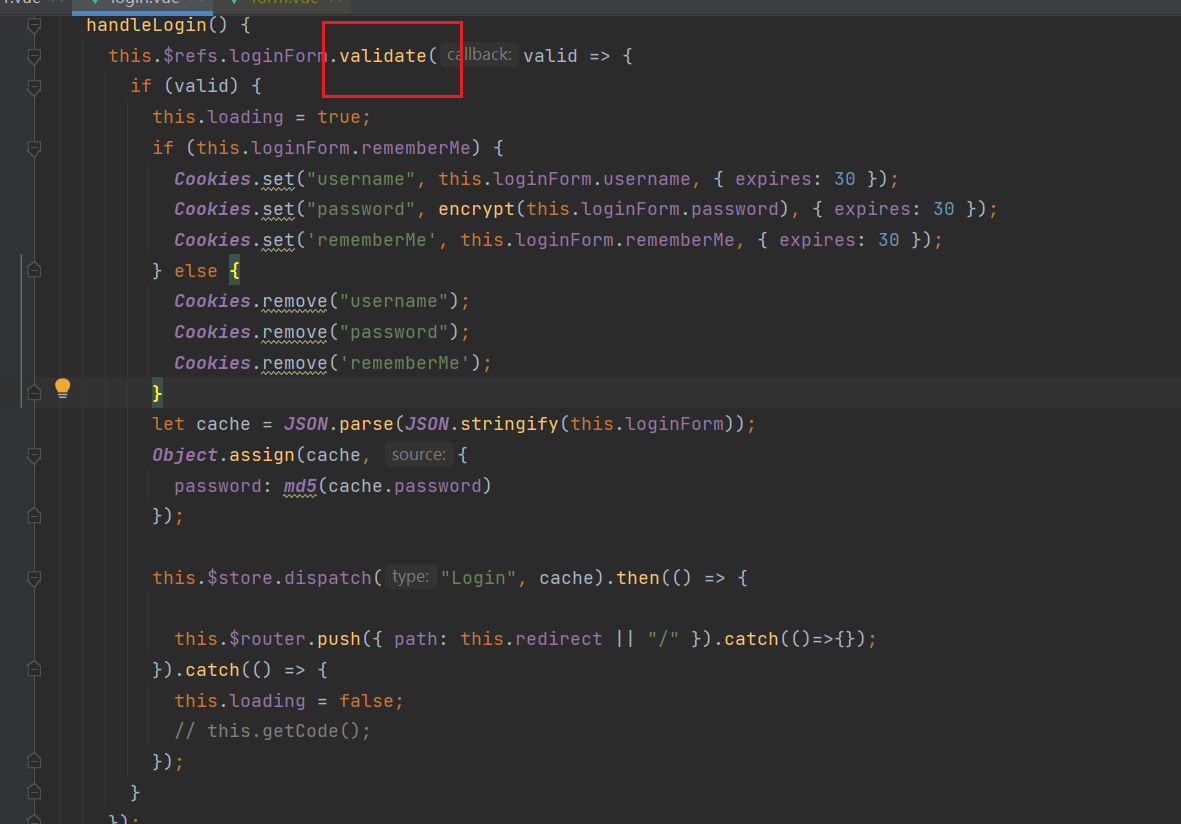 login.vue form.vue
handleLogin() {
this.$refs.loginForm.validate( callback: valid => {
if (valid) {
this.loading = true;
if (this.loginForm.rememberMe) {
Cookies.set("username", this.loginForm.username, { expires: 30 });
Cookies.set("password", encrypt(this.loginForm.password), { expires: 30 });
Cookies.set('rememberMe', this.loginForm.rememberMe, { expires: 30 });
} else {
Cookies.remove("username");
Cookies.remove("password");
Cookies.remove('rememberMe');
}
let cache = JSON.parse(JSON.stringify(this.loginForm));
Object.assign(cache, source: {
password: md5(cache.password)
});
this.$store.dispatch( type: "Login", cache).then(() => {
this.$router.push({ path: this.redirect || "/" }).catch(()=>{});
}).catch(() => {
this.loading = false;
// this.getCode();
});
}
});